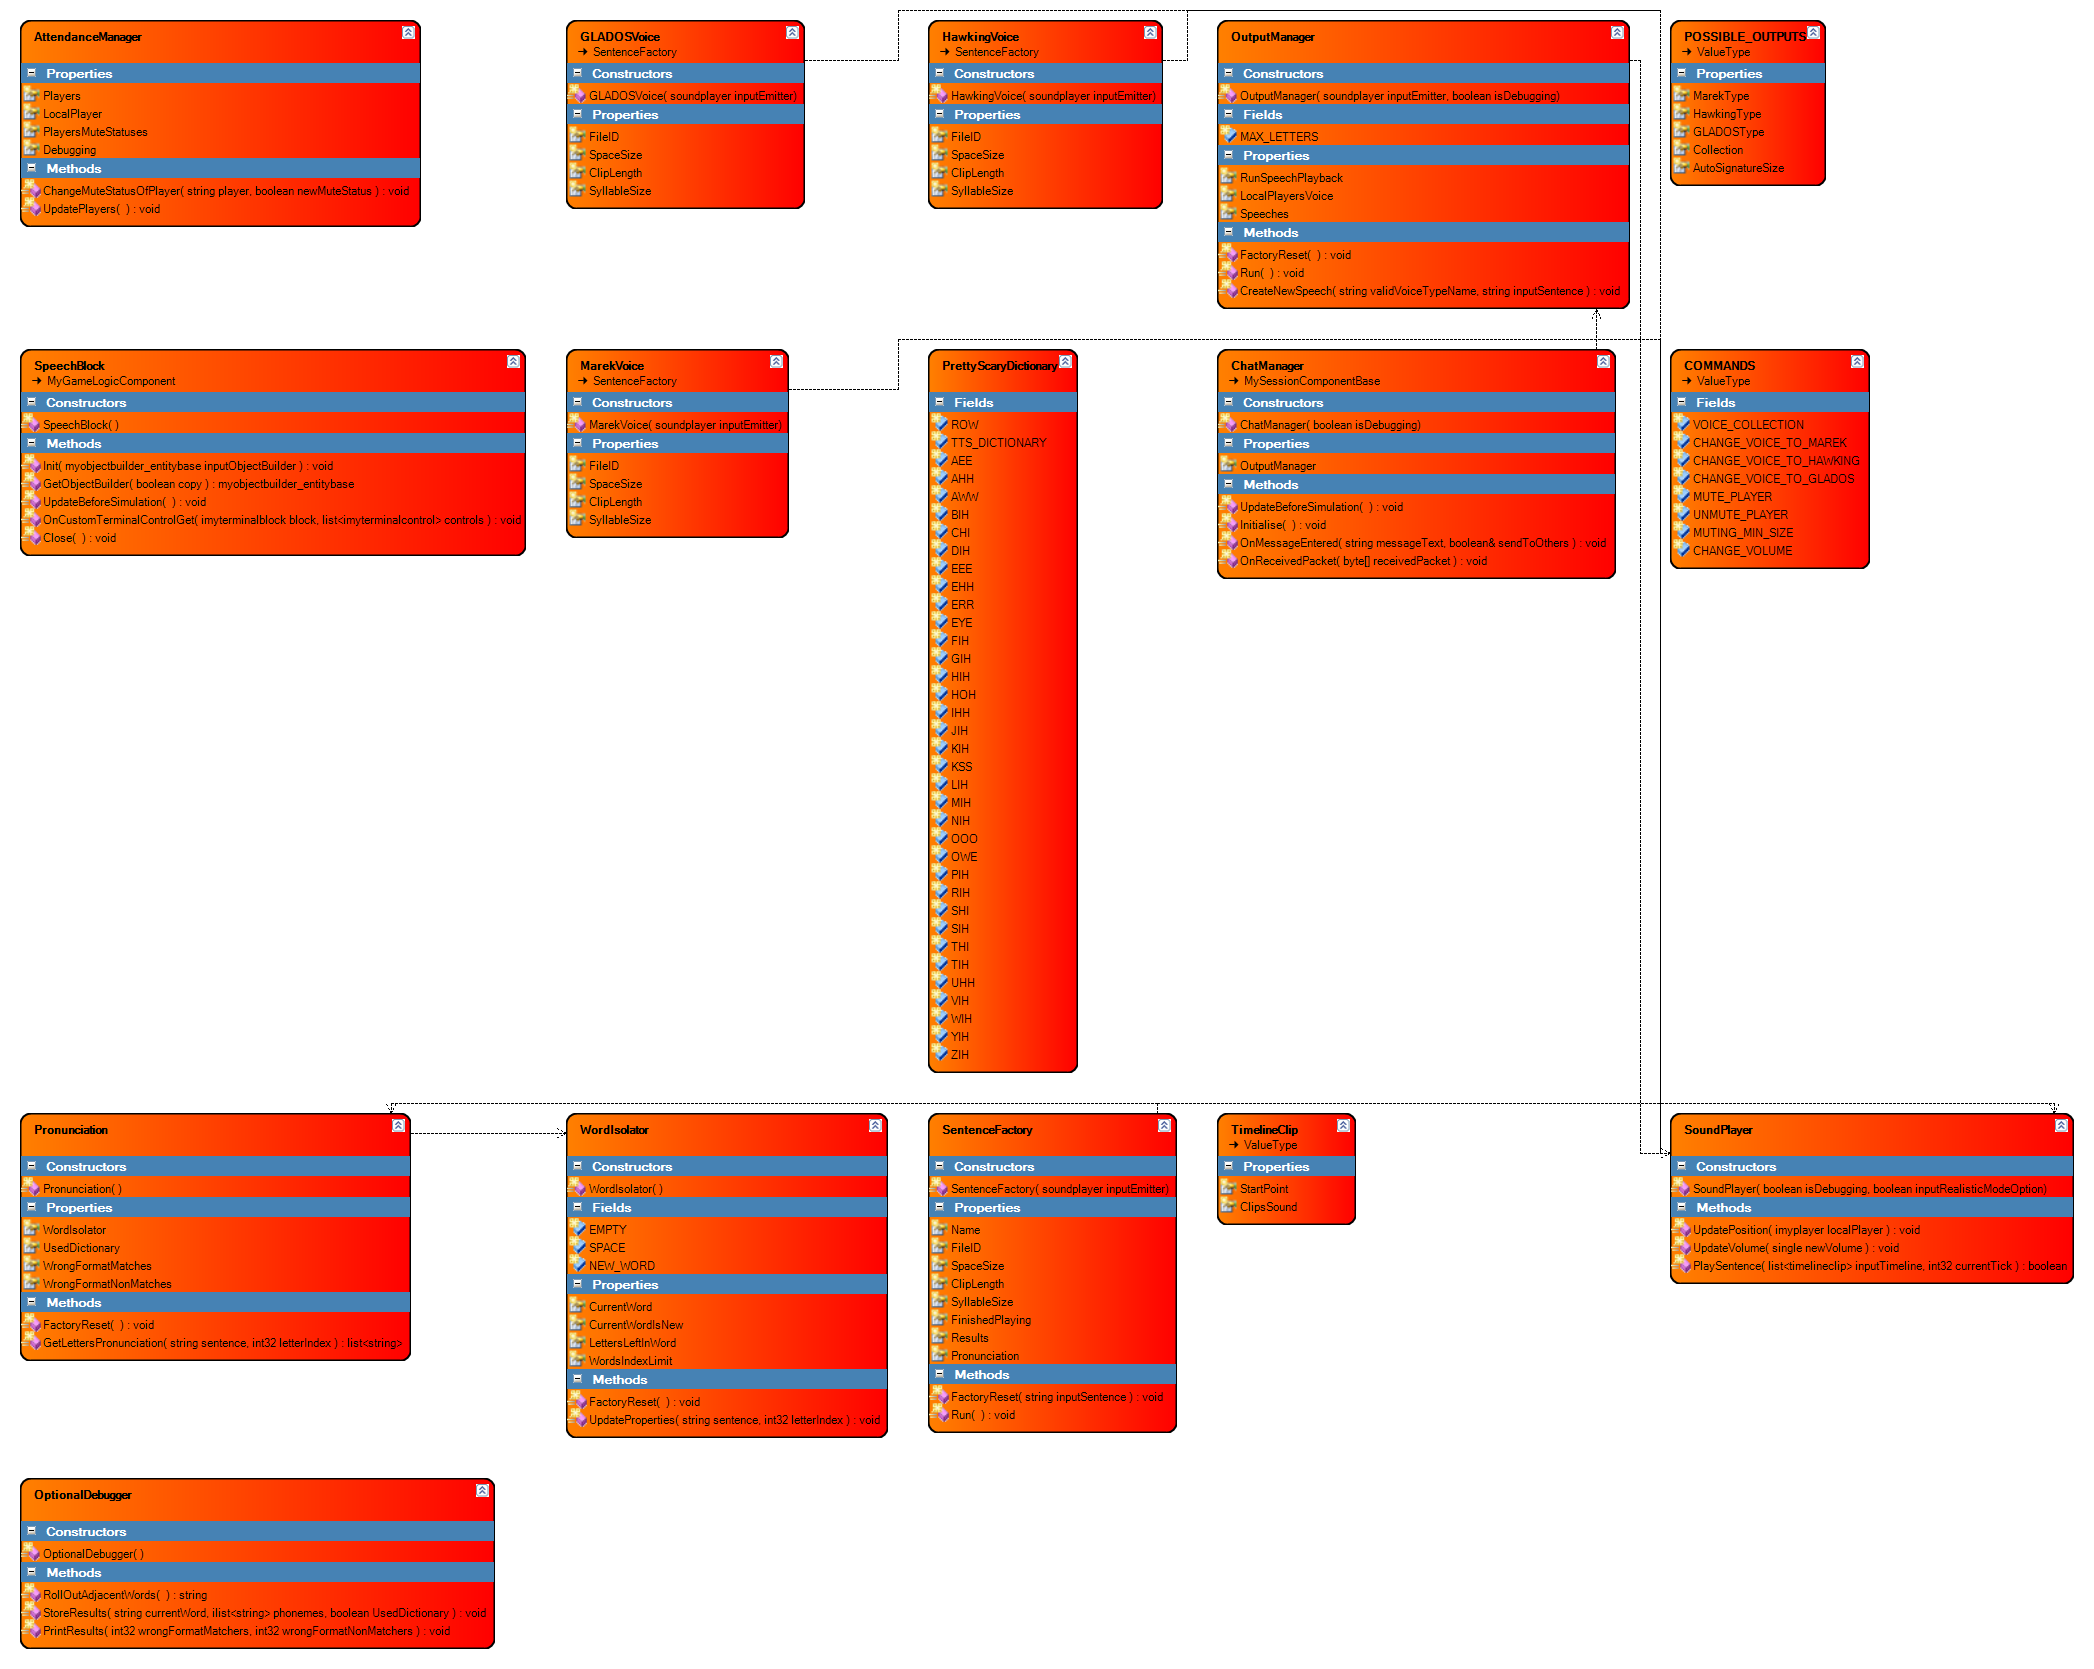 AttendanceManager
Properties
Players
LocalPlayer
PlayersMuteStatuses
Debugging
Methods
ChangeMuteStatusOfPlayer( string player, boolean newMuteStatus ) : void
UpdatePlayers(  ) : void
GLADOSVoice
SentenceFactory
Constructors
GLADOSVoice( soundplayer inputEmitter)
Properties
FileID
SpaceSize
ClipLength
SyllableSize
HawkingVoice
SentenceFactory
Constructors
HawkingVoice( soundplayer inputEmitter)
Properties
FileID
SpaceSize
ClipLength
SyllableSize
OutputManager
Constructors
OutputManager( soundplayer inputEmitter, boolean isDebugging)
Fields
MAX_LETTERS
Properties
RunSpeechPlayback
LocalPlayersVoice
Speeches
Methods
FactoryReset(  ) : void
Run(  ) : void
CreateNewSpeech( string validVoiceTypeName, string inputSentence ) : void
POSSIBLE_OUTPUTS
ValueType
Properties
MarekType
HawkingType
GLADOSType
Collection
AutoSignatureSize
SpeechBlock
MyGameLogicComponent
Constructors
SpeechBlock( )
Methods
Init( myobjectbuilder_entitybase inputObjectBuilder ) : void
GetObjectBuilder( boolean copy ) : myobjectbuilder_entitybase
UpdateBeforeSimulation(  ) : void
OnCustomTerminalControlGet( imyterminalblock block, list<imyterminalcontrol> controls ) : void
Close(  ) : void
MarekVoice
SentenceFactory
Constructors
MarekVoice( soundplayer inputEmitter)
Properties
FileID
SpaceSize
ClipLength
SyllableSize
PrettyScaryDictionary
Fields
ROW
TTS_DICTIONARY
AEE
AHH
AWW
BIH
CHI
DIH
EEE
EHH
ERR
EYE
FIH
GIH
HIH
HOH
IHH
JIH
KIH
KSS
LIH
MIH
NIH
OOO
OWE
PIH
RIH
SHI
SIH
THI
TIH
UHH
VIH
WIH
YIH
ZIH
ChatManager
MySessionComponentBase
Constructors
ChatManager( boolean isDebugging)
Properties
OutputManager
Methods
UpdateBeforeSimulation(  ) : void
Initialise(  ) : void
OnMessageEntered( string messageText, boolean& sendToOthers ) : void
OnReceivedPacket( byte[] receivedPacket ) : void
COMMANDS
ValueType
Fields
VOICE_COLLECTION
CHANGE_VOICE_TO_MAREK
CHANGE_VOICE_TO_HAWKING
CHANGE_VOICE_TO_GLADOS
MUTE_PLAYER
UNMUTE_PLAYER
MUTING_MIN_SIZE
CHANGE_VOLUME
Pronunciation
Constructors
Pronunciation( )
Properties
WordIsolator
UsedDictionary
WrongFormatMatches
WrongFormatNonMatches
Methods
FactoryReset(  ) : void
GetLettersPronunciation( string sentence, int32 letterIndex ) : list<string>
WordIsolator
Constructors
WordIsolator( )
Fields
EMPTY
SPACE
NEW_WORD
Properties
CurrentWord
CurrentWordIsNew
LettersLeftInWord
WordsIndexLimit
Methods
FactoryReset(  ) : void
UpdateProperties( string sentence, int32 letterIndex ) : void
SentenceFactory
Constructors
SentenceFactory( soundplayer inputEmitter)
Properties
Name
FileID
SpaceSize
ClipLength
SyllableSize
FinishedPlaying
Results
Pronunciation
Methods
FactoryReset( string inputSentence ) : void
Run(  ) : void
TimelineClip
ValueType
Properties
StartPoint
ClipsSound
SoundPlayer
Constructors
SoundPlayer( boolean isDebugging, boolean inputRealisticModeOption)
Methods
UpdatePosition( imyplayer localPlayer ) : void
UpdateVolume( single newVolume ) : void
PlaySentence( list<timelineclip> inputTimeline, int32 currentTick ) : boolean
OptionalDebugger
Constructors
OptionalDebugger( )
Methods
RollOutAdjacentWords(  ) : string
StoreResults( string currentWord, ilist<string> phonemes, boolean UsedDictionary ) : void
PrintResults( int32 wrongFormatMatchers, int32 wrongFormatNonMatchers ) : void